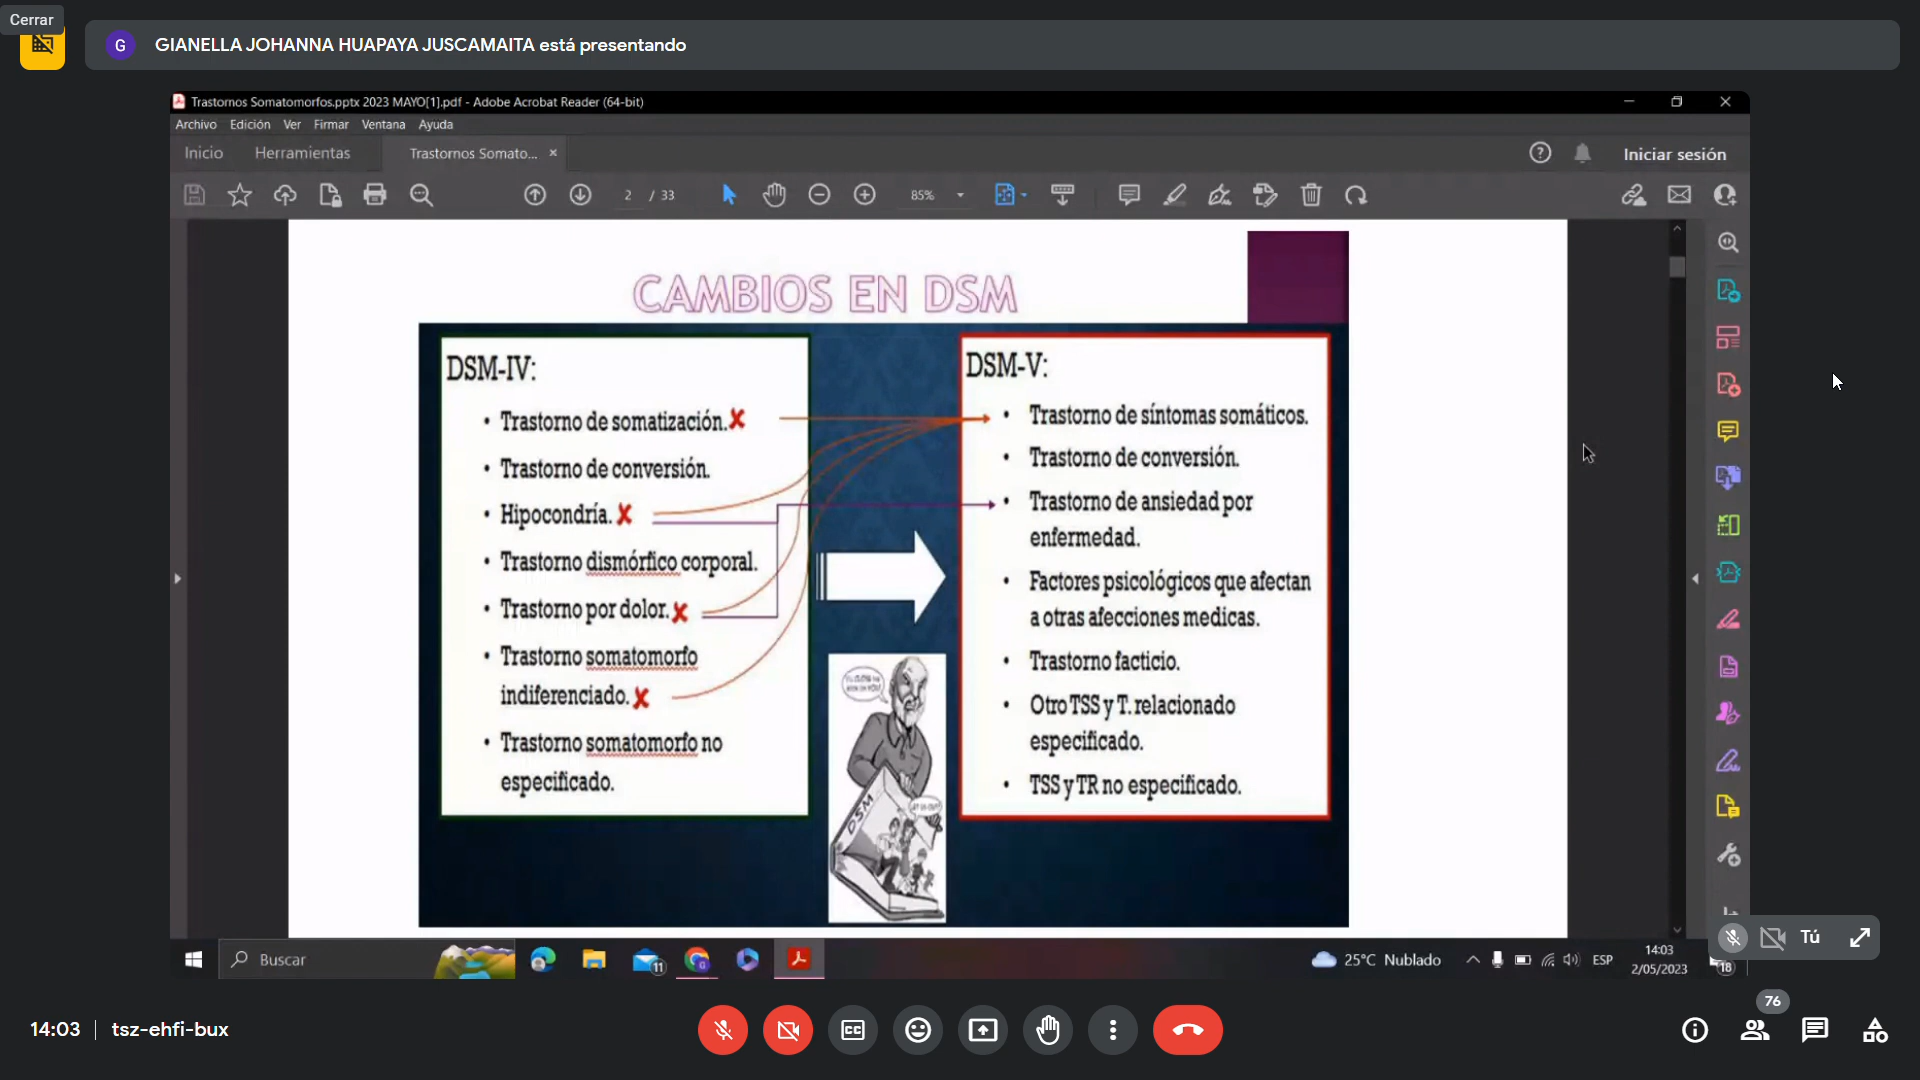 Cerrar
G
GIANELLA JOHANNA HUAPAYA JUSCAMAITA está presentando
Trastornos Somatomorfos.pptx 2023 MAYO[1].pdf - Adobe Acrobat Reader (64-bit)
Archivo Edición Ver Firmar Ventana Ayuda
Inicio Herramientas Trastornos Somato... × Iniciar sesión
2 / 33 85%
CAMBIOS EN DSM
DSM-IV:
• Trastorno de somatización.
• Trastorno de conversión.
• Hipocondría.
• Trastorno dismórfico corporal.
• Trastorno por dolor.
• Trastorno somatomorfo
indiferenciado.
• Trastorno somatomorfo no
especificado.
DSM
DSM-V:
• Trastorno de síntomas somáticos.
• Trastorno de conversión.
• Trastorno de ansiedad por
enfermedad.
• Factores psicológicos que afectan
a otras afecciones medicas.
• Trastorno facticio.
• Otro TSS y T. relacionado
especificado.
• TSS y TR no especificado.
Tú
Buscar
11
G
25°C Nublado
ESP
14:03
2/05/2023
18
14:03 | tsz-ehfi-bux
CC
76